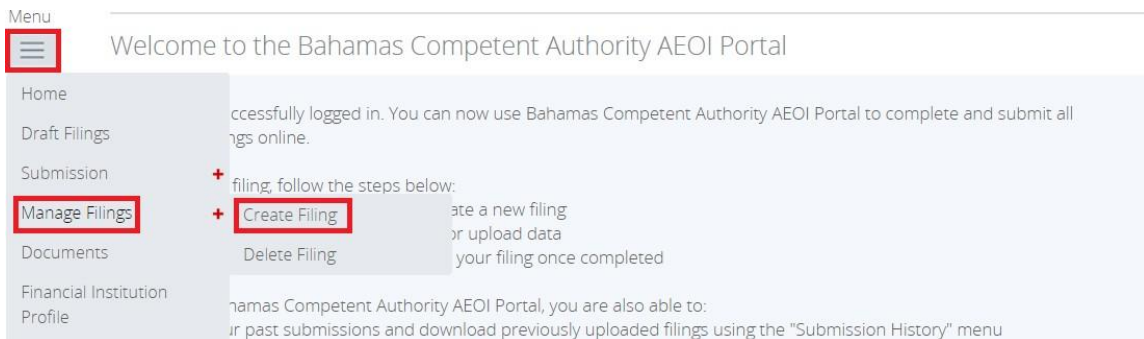 Menu
Welcome to the Bahamas Competent Authority AEOI Portal
Home
ccessfully logged in. You can now use Bahamas Competent Authority AEOI Portal to complete and submit all
Draft Filings
ngs online.
Submission +
filing, follow the steps below:
Manage Filings + Create Filing
ate a new filing
or upload data
Documents
Delete Filing
your filing once completed
Financial Institution
Profile
hamas Competent Authority AEOI Portal, you are also able to:
ur past submissions and download previously uploaded filings using the "Submission History" menu